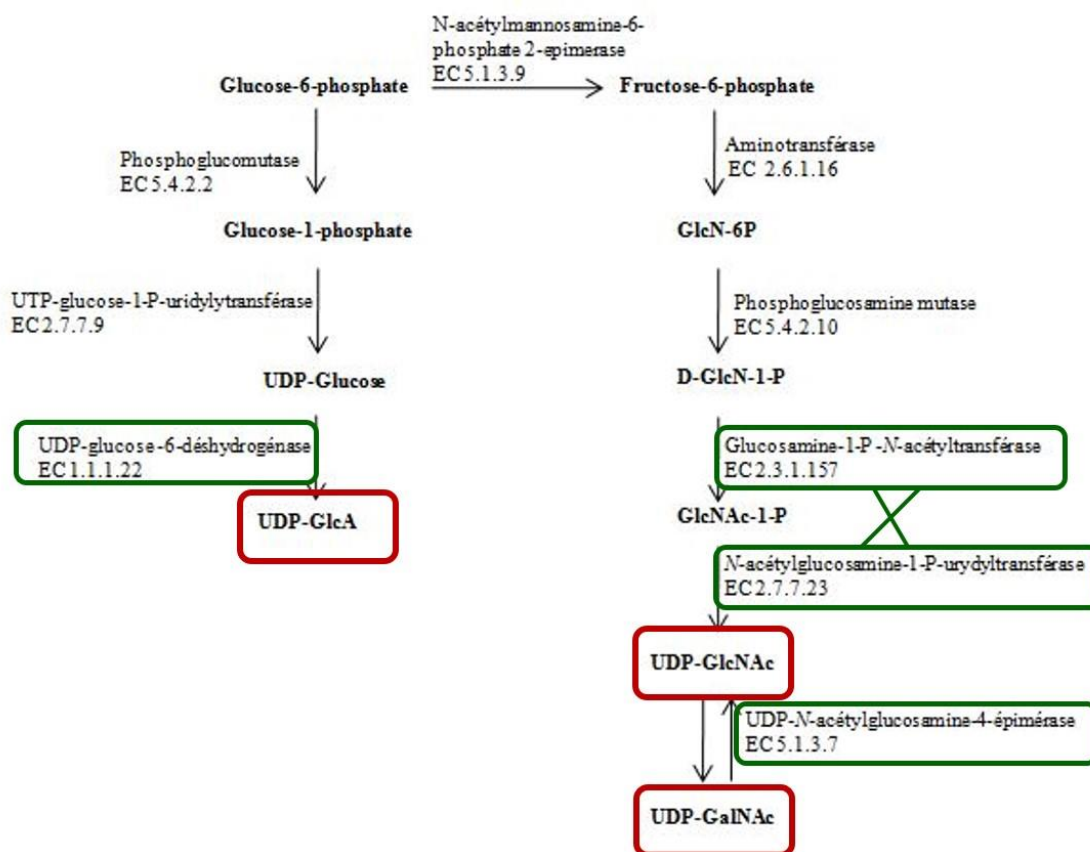 N-acétylmannosamine-6-
phosphate 2-epimerase
EC 5.1.3.9
Glucose-6-phosphate
Fructose-6-phosphate
Phosphoglucomutase
EC 5.4.2.2
Aminotransférase
EC 2.6.1.16
Glucose-1-phosphate
GlcN-6P
UTP-glucose-1-P-uridylytransférase
EC 2.7.7.9
Phosphoglucosamine mutase
EC 5.4.2.10
UDP-Glucose
D-GlcN-1-P
UDP-glucose-6-déshydrogénase
EC 1.1.1.22
Glucosamine-1-P-N-acétyltransférase
EC 2.3.1.157
UDP-GlcA
GlcNAc-1-P
N-acétylglucosamine-1-P-urydyltransférase
EC 2.7.7.23
UDP-GlcNAc
UDP-N-acétylglucosamine-4-épimérase
EC 5.1.3.7
UDP-GalNAc